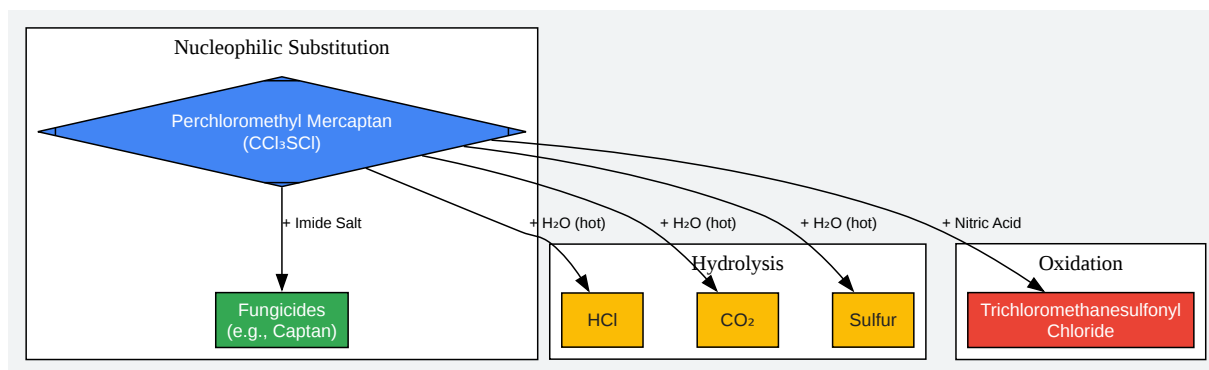 Nucleophilic Substitution
Perchloromethyl Mercaptan
(CCl₃SCl)
+ Imide Salt
+ H₂O (hot)
+ H₂O (hot)
+ H₂O (hot)
+ Nitric Acid
Hydrolysis
Oxidation
Fungicides
(e.g., Captan)
HCl
CO₂
Sulfur
Trichloromethanesulfonyl
Chloride